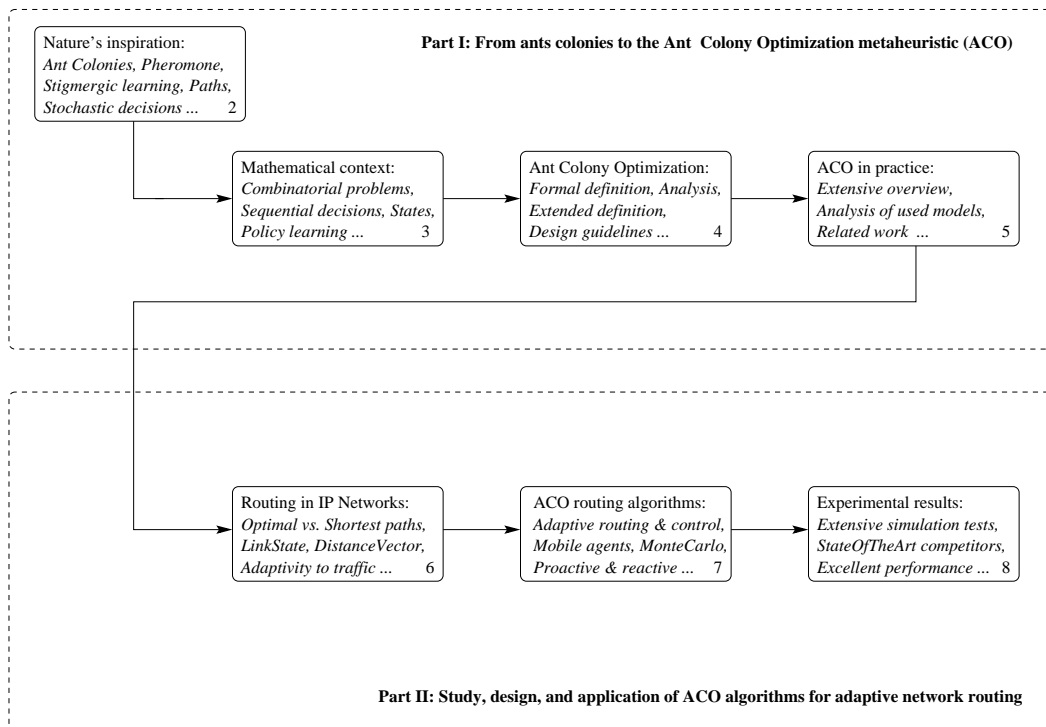 Part I: From ants colonies to the Ant Colony Optimization metaheuristic (ACO)
Nature's inspiration:
Ant Colonies, Pheromone,
Stigmergic learning, Paths,
Stochastic decisions ... 2
Mathematical context:
Combinatorial problems,
Sequential decisions, States,
Policy learning ... 3
Ant Colony Optimization:
Formal definition, Analysis,
Extended definition,
Design guidelines ... 4
ACO in practice:
Extensive overview,
Analysis of used models,
Related work ... 5
Routing in IP Networks:
Optimal vs. Shortest paths,
LinkState, DistanceVector,
Adaptivity to traffic ... 6
ACO routing algorithms:
Adaptive routing & control,
Mobile agents, MonteCarlo,
Proactive & reactive ... 7
Experimental results:
Extensive simulation tests,
StateOfTheArt competitors,
Excellent performance ... 8
Part II: Study, design, and application of ACO algorithms for adaptive network routing